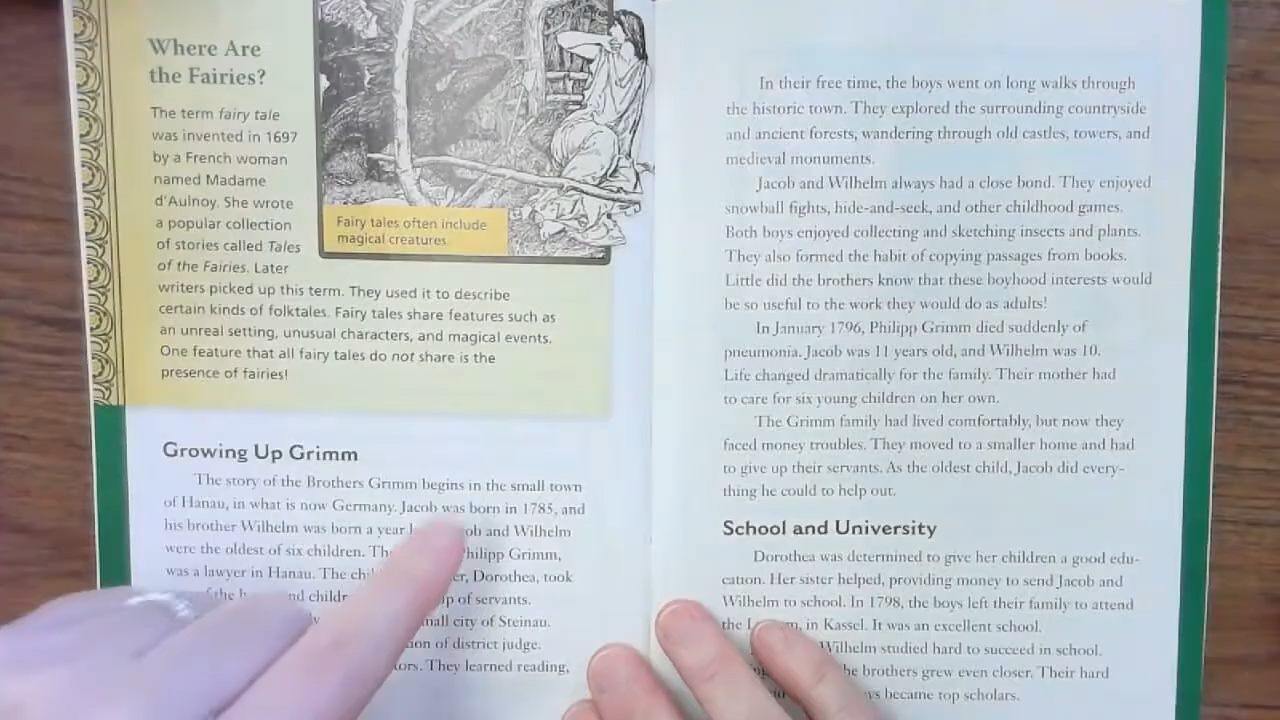 Where Are
the Fairies?
The term fairy tale
was invented in 1697
by a French woman
named Madame
d'Aulnoy. She wrote
a popular collection
of stories called Tales
of the Fairies. Later
writers picked up this term. They used it to describe
certain kinds of folktales. Fairy tales share features such as
an unreal setting, unusual characters, and magical events.
One feature that all fairy tales do not share is the
presence of fairies!
Fairy tales often include
magical creatures.
Growing Up Grimm
The story of the Brothers Grimm begins in the small town
of Hanau, in what is now Germany. Jacob was born in 1785, and
his brother Wilhelm was born a year and Wilhelm
were the oldest of six children. Philipp Grimm,
was a lawyer in Hanau. The Dorothea, took
of servants.
city of Steinau.
of district judge.
They learned reading,
In their free time, the boys went on long walks through
the historic town. They explored the surrounding countryside
and ancient forests, wandering through old castles, towers, and
medieval monuments.
Jacob and Wilhelm always had a close bond. They enjoyed
snowball fights, hide-and-seek, and other childhood games.
Both boys enjoyed collecting and sketching insects and plants.
They also formed the habit of copying passages from books.
Little did the brothers know that these boyhood interests would
be so useful to the work they would do as adults!
In January 1796, Philipp Grimm died suddenly of
pneumonia. Jacob was 11 years old, and Wilhelm was 10.
Life changed dramatically for the family. Their mother had
to care for six young children on her own.
The Grimm family had lived comfortably, but now they
faced money troubles. They moved to a smaller home and had
to give up their servants. As the oldest child, Jacob did every-
thing he could to help out.
School and University
Dorothea was determined to give her children a good edu-
cation. Her sister helped, providing money to send Jacob and
Wilhelm to school. In 1798, the boys left their family to attend
the in Kassel. It was an excellent school.
Wilhelm studied hard to succeed in school.
the brothers grew even closer. Their hard
became top scholars.